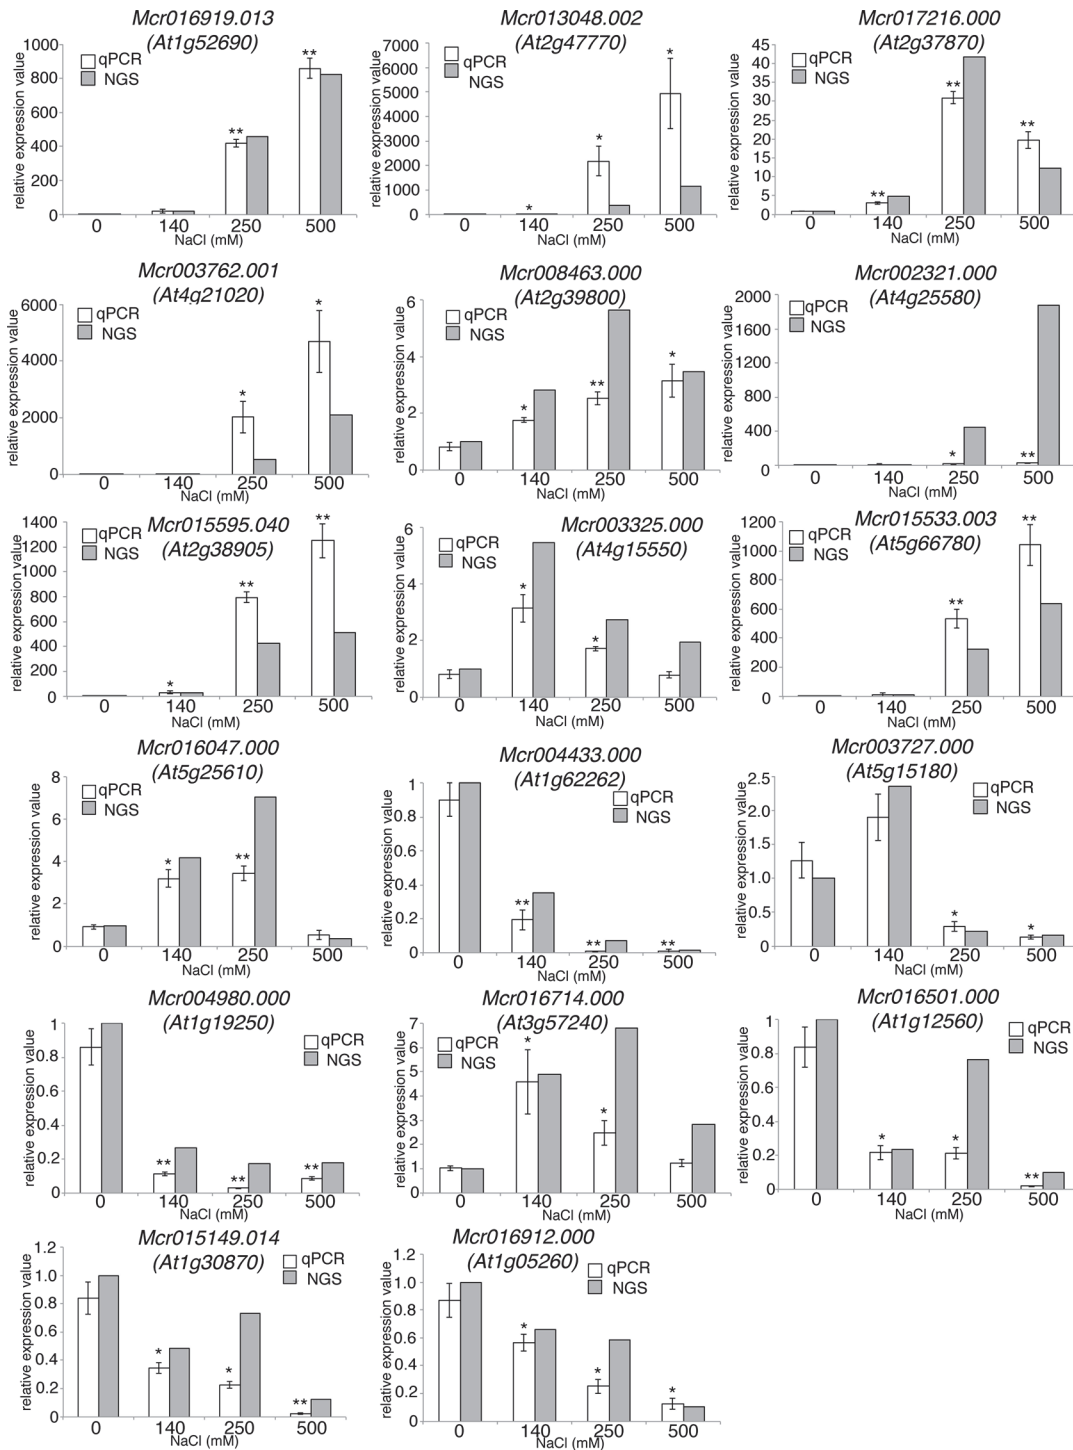 Mcr016919.013
(At1g52690)
relative expression value
1000
800
600
400
200
0
qPCR
NGS
**
**
0 140 250 500
NaCl (mM)
Mcr013048.002
(At2g47770)
relative expression value
7000
6000
5000
4000
3000
2000
1000
0
qPCR
NGS
*
*
*
0 140 250 500
NaCl (mM)
Mcr017216.000
(At2g37870)
relative expression value
45
40
35
30
25
20
15
10
5
0
qPCR
NGS
**
**
**
0 140 250 500
NaCl (mM)
Mcr003762.001
(At4g21020)
relative expression value
6000
4000
2000
0
qPCR
NGS
*
*
0 140 250 500
NaCl (mM)
Mcr008463.000
(At2g39800)
relative expression value
6
4
2
0
qPCR
NGS
*
**
*
0 140 250 500
NaCl (mM)
Mcr002321.000
(At4g25580)
relative expression value
2000
1600
1200
800
400
0
qPCR
NGS
*
**
0 140 250 500
NaCl (mM)
Mcr015595.040
(At2g38905)
relative expression value
1400
1200
1000
800
600
400
200
0
qPCR
NGS
*
**
**
0 140 250 500
NaCl (mM)
Mcr003325.000
(At4g15550)
relative expression value
6
4
2
0
qPCR
NGS
*
*
0 140 250 500
NaCl (mM)
Mcr015533.003
(At5g66780)
relative expression value
1200
1000
800
600
400
200
0
qPCR
NGS
**
**
0 140 250 500
NaCl (mM)
Mcr016047.000
(At5g25610)
relative expression value
8
6
4
2
0
qPCR
NGS
*
**
0 140 250 500
NaCl (mM)
Mcr004433.000
(At1g62262)
relative expression value
1
0.8
0.6
0.4
0.2
0
qPCR
NGS
**
**
**
0 140 250 500
NaCl (mM)
Mcr003727.000
(At5g15180)
relative expression value
2.5
2.0
1.5
1.0
0.5
0
qPCR
NGS
*
*
0 140 250 500
NaCl (mM)
Mcr004980.000
(At1g19250)
relative expression value
1
0.8
0.6
0.4
0.2
0
qPCR
NGS
**
**
**
0 140 250 500
NaCl (mM)
Mcr016714.000
(At3g57240)
relative expression value
7
6
5
4
3
2
1
0
qPCR
NGS
*
*
0 140 250 500
NaCl (mM)
Mcr016501.000
(At1g12560)
relative expression value
1
0.8
0.6
0.4
0.2
0
qPCR
NGS
*
*
**
0 140 250 500
NaCl (mM)
Mcr015149.014
(At1g30870)
relative expression value
1.2
1.0
0.8
0.6
0.4
0.2
0
qPCR
NGS
*
*
**
0 140 250 500
NaCl (mM)
Mcr016912.000
(At1g05260)
relative expression value
1.2
1.0
0.8
0.6
0.4
0.2
0
qPCR
NGS
*
*
*
0 140 250 500
NaCl (mM)